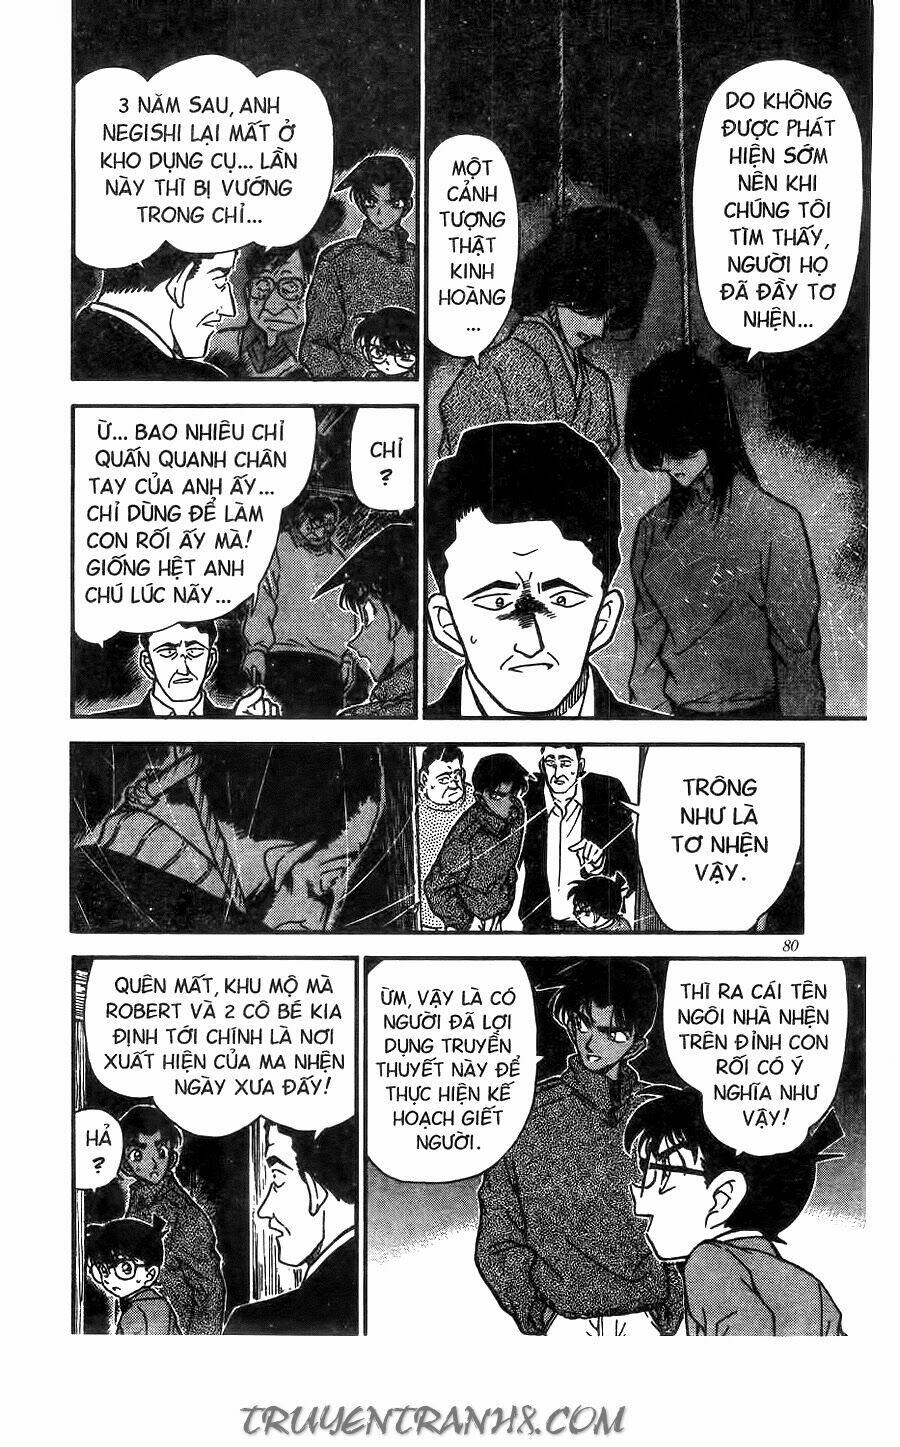 DO KHÔNG
ĐƯỢC PHÁT
HIỆN SỚM
NÊN KHI
CHÚNG TÔI
TÌM THẤY,
NGƯỜI HỌ
ĐÃ ĐẦY TƠ
NHỆN...
MỘT
CẢNH
TƯỢNG
THẬT
KINH
HOÀNG
...
3 NĂM SAU, ANH
NEGISHI LẠI MẤT Ở
KHO DỤNG CỤ... LẦN
NÀY THÌ BỊ VƯỚNG
TRONG CHỈ...
CHỈ
?
Ừ... BAO NHIÊU CHỈ
QUẤN QUANH CHÂN
TAY CỦA ANH ẤY...
CHỈ DÙNG ĐỂ LÀM
CON RỐI ẤY MÀ!
GIỐNG HỆT ANH
CHÚ LÚC NÃY...
TRÔNG
NHƯ LÀ
TƠ NHỆN
VẬY.
80
THÌ RA CÁI TÊN
NGÔI NHÀ NHỆN
TRÊN ĐỈNH CON
RỐI CÓ Ý
NGHĨA NHƯ
VẬY!
ỪM, VẬY LÀ CÓ
NGƯỜI ĐÃ LỢI
DỤNG TRUYỀN
THUYẾT NÀY ĐỂ
THỰC HIỆN KẾ
HOẠCH GIẾT
NGƯỜI.
QUÊN MẤT, KHU MỘ MÀ
ROBERT VÀ 2 CÔ BÉ KIA
ĐỊNH TỚI CHÍNH LÀ NƠI
XUẤT HIỆN CỦA MA NHỆN
NGÀY XƯA ĐẤY!
HẢ
?
TRUYENTRANH8.COM